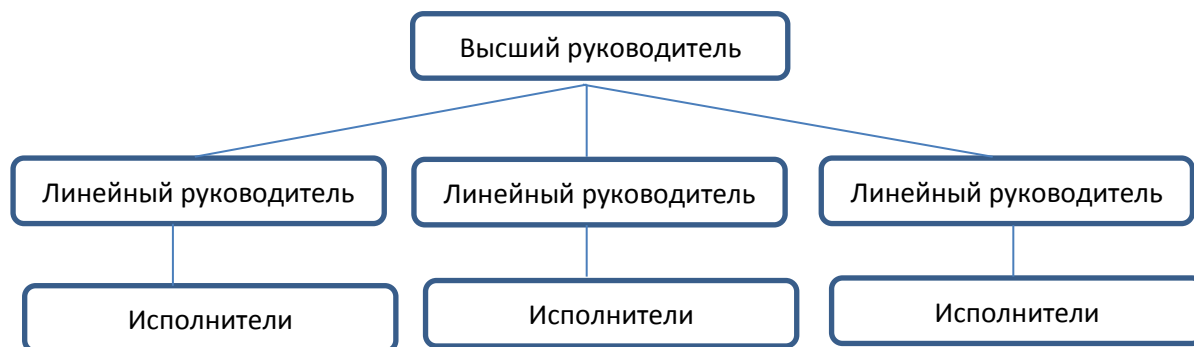 Высший руководитель
Линейный руководитель
Линейный руководитель
Линейный руководитель
Исполнители
Исполнители
Исполнители